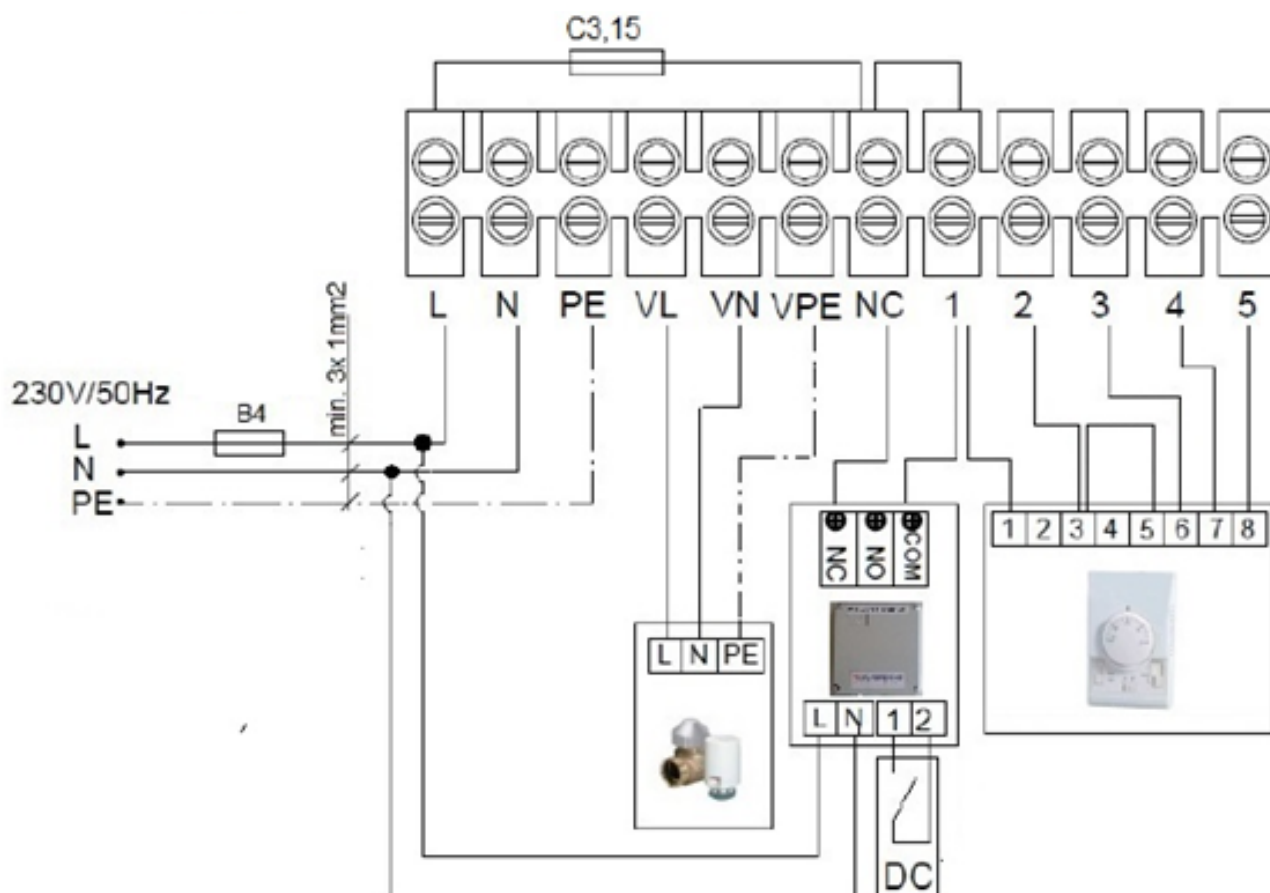 C3,15
L N PE VL VN VPE NC 1 2 3 4 5
min. 3x 1mm2
230V/50Hz
B4
L
N
PE
NC NO COM
1 2 3 4 5 6 7 8
L N PE
L N 1 2
DC